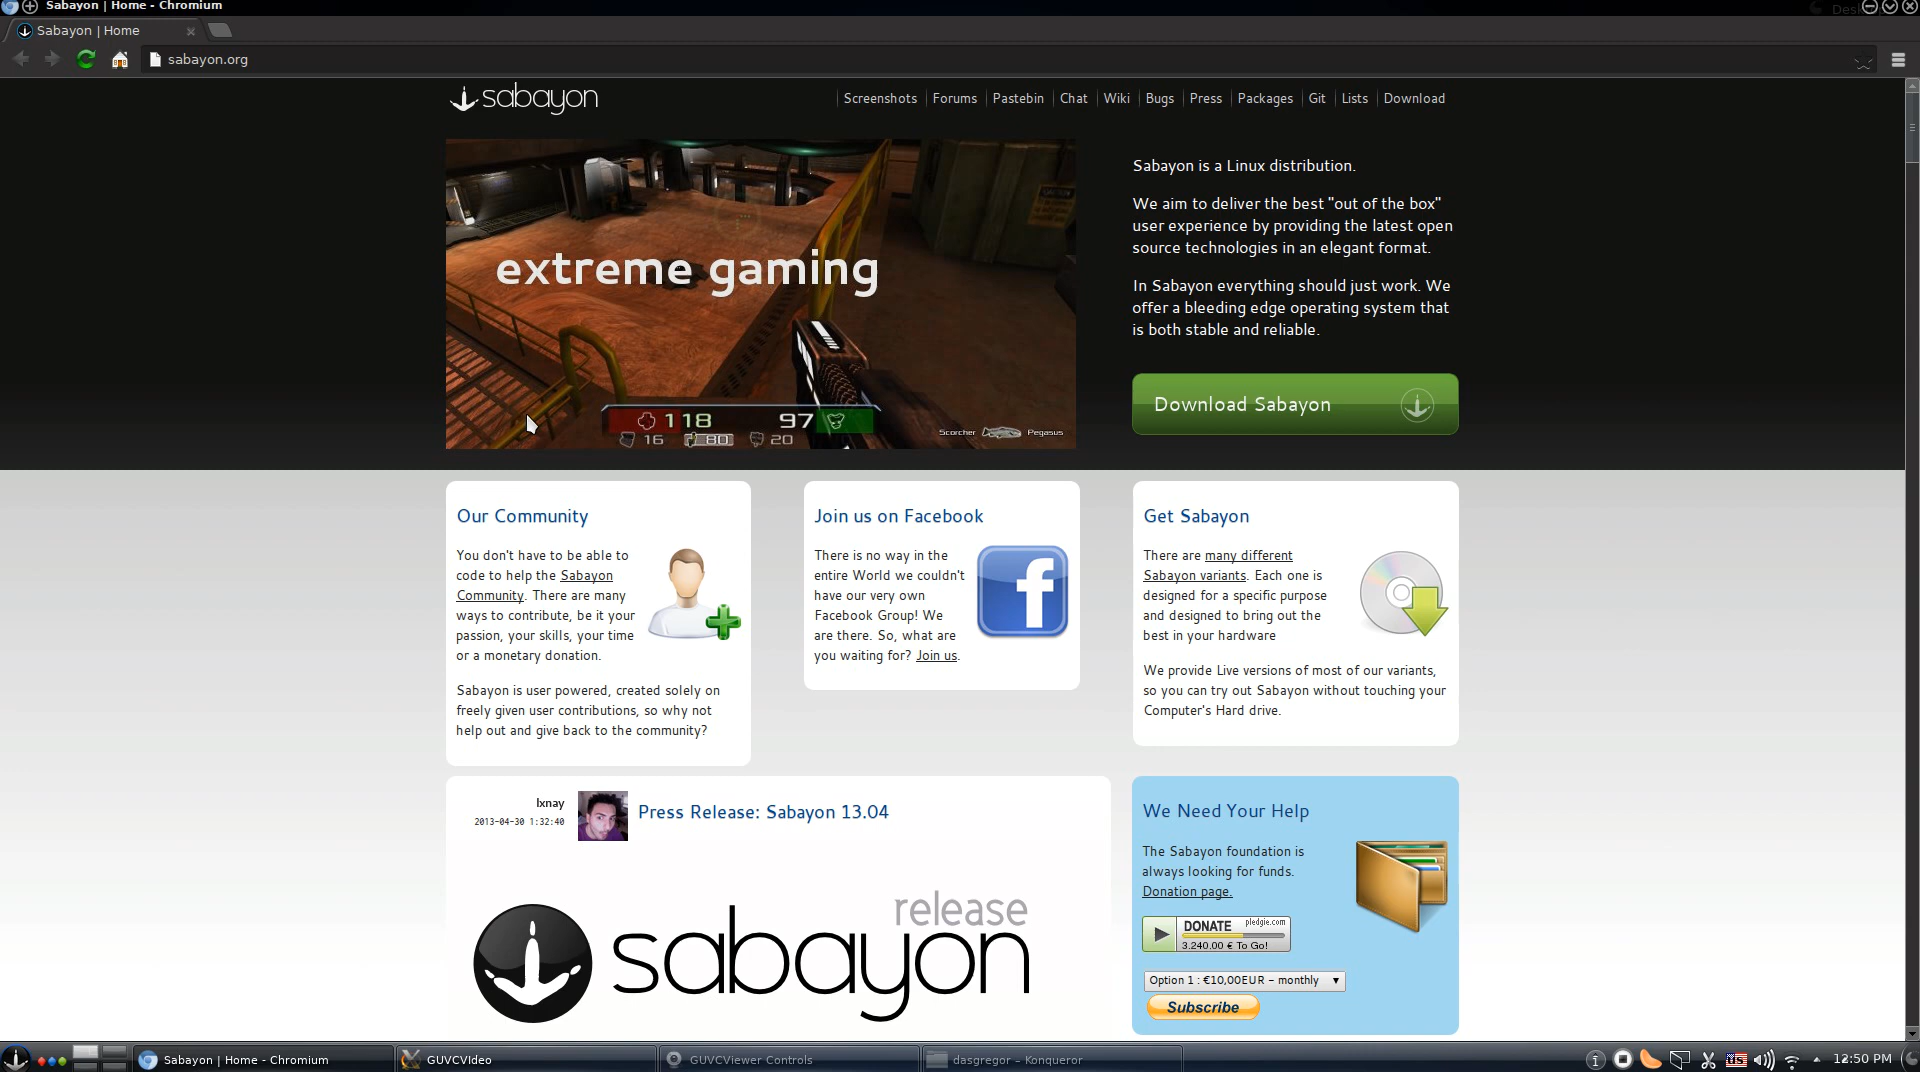 Sabayon | Home - Chromium
Sabayon | Home
sabayon.org
sabayon
Screenshots
Forums
Pastebin
Chat
Wiki
Bugs
Press
Packages
Git
Lists
Download
extreme gaming
118
97
16
80
20
Scorcher
Pegasus
Sabayon is a Linux distribution.
We aim to deliver the best "out of the box"
user experience by providing the latest open
source technologies in an elegant format.
In Sabayon everything should just work. We
offer a bleeding edge operating system that
is both stable and reliable.
Download Sabayon
Our Community
You don't have to be able to
code to help the Sabayon
Community. There are many
ways to contribute, be it your
passion, your skills, your time
or a monetary donation.
Sabayon is user powered, created solely on
freely given user contributions, so why not
help out and give back to the community?
Join us on Facebook
There is no way in the
entire World we couldn't
have our very own
Facebook Group! We
are there. So, what are
you waiting for? Join us.
f
Get Sabayon
There are many different
Sabayon variants. Each one is
designed for a specific purpose
and designed to bring out the
best in your hardware
We provide Live versions of most of our variants,
so you can try out Sabayon without touching your
Computer's Hard drive.
lxnay
2013-04-30 1:32:40
Press Release: Sabayon 13.04
release
sabayon
We Need Your Help
The Sabayon foundation is
always looking for funds.
Donation page.
DONATE
pledgie.com
3.240.00 € To Go!
Option 1 : €10,00EUR – monthly
Subscribe
Sabayon | Home - Chromium
GUVCVIdeo
GUVCViewer Controls
dasgregor – Konqueror
US
12:50 PM